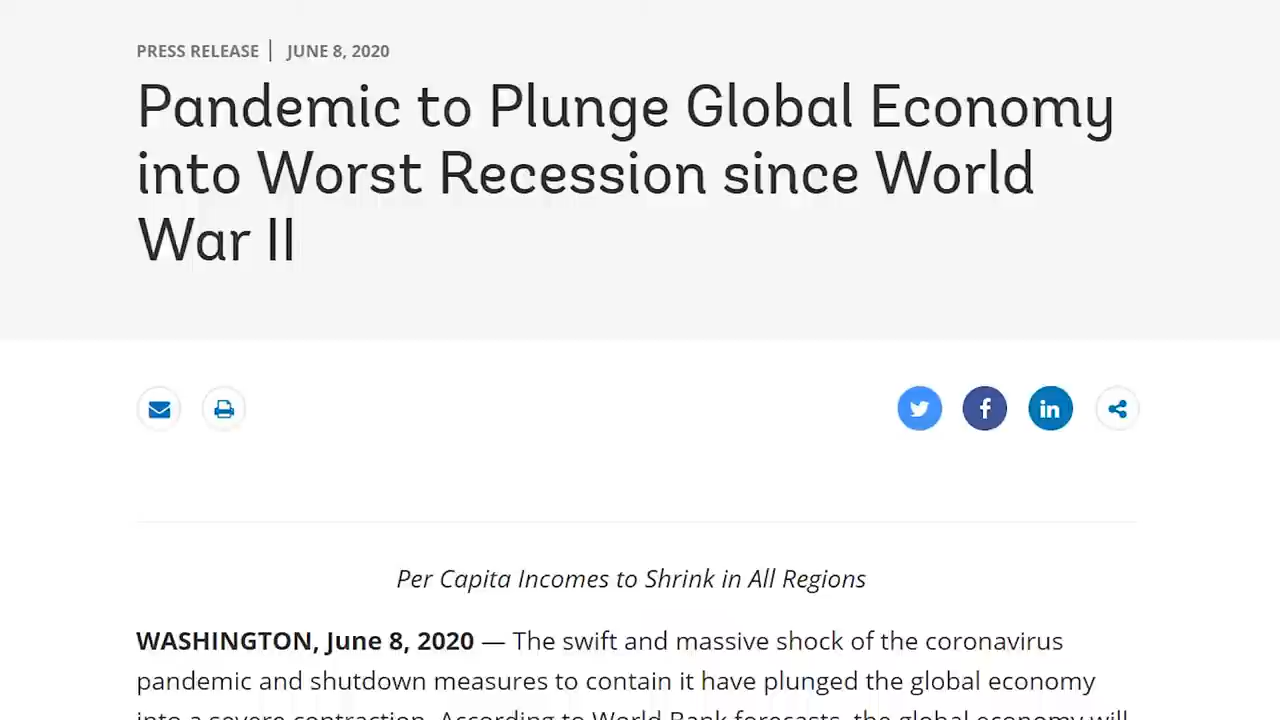 PRESS RELEASE | JUNE 8, 2020
Pandemic to Plunge Global Economy
into Worst Recession since World
War II
Per Capita Incomes to Shrink in All Regions
WASHINGTON, June 8, 2020 — The swift and massive shock of the coronavirus
pandemic and shutdown measures to contain it have plunged the global economy
into a severe contraction. According to World Bank forecasts, the global economy will